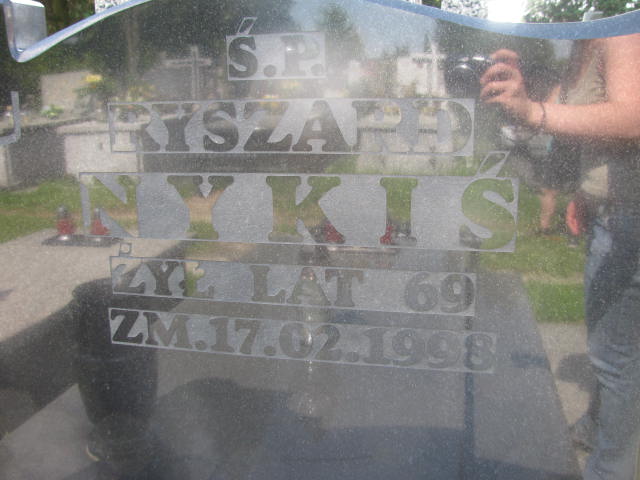 Ś.P.
RYSZARD
NYKIŚ
ŻYŁ LAT 69
ZM.17.02.1998